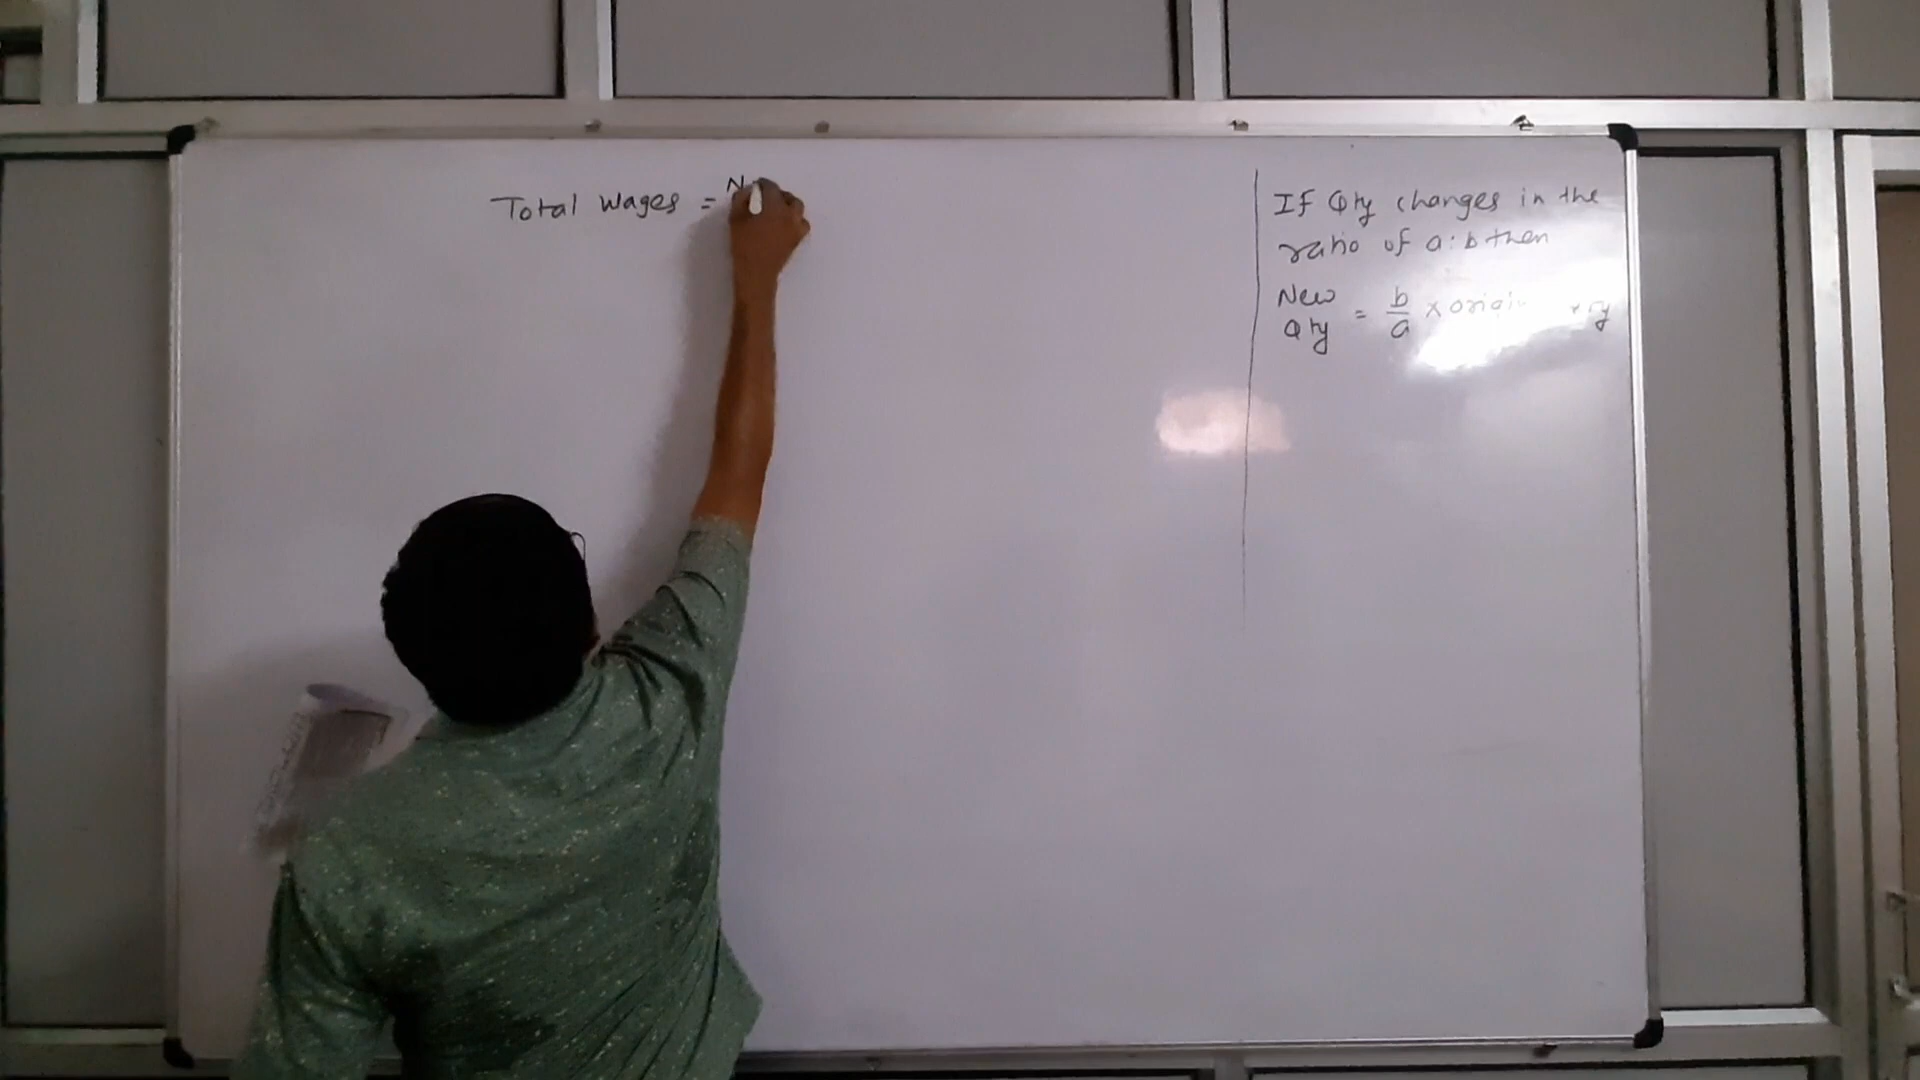 Total wages =
If Qty changes in the
ratio of a:b then
New Qty = b/a ×